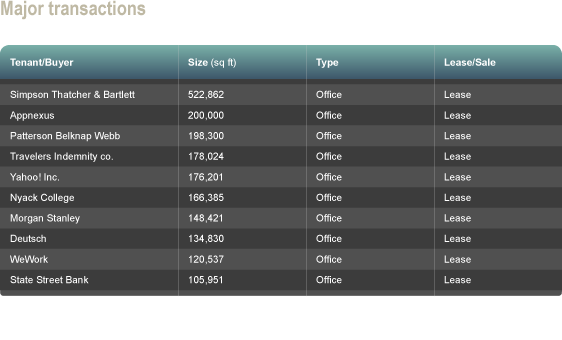 Major transactions
Tenant/Buyer Size (sq ft) Type Lease/Sale
Simpson Thatcher & Bartlett 522,862 Office Lease
Appnexus 200,000 Office Lease
Patterson Belknap Webb 198,300 Office Lease
Travelers Indemnity co. 178,024 Office Lease
Yahoo! Inc. 176,201 Office Lease
Nyack College 166,385 Office Lease
Morgan Stanley 148,421 Office Lease
Deutsch 134,830 Office Lease
WeWork 120,537 Office Lease
State Street Bank 105,951 Office Lease